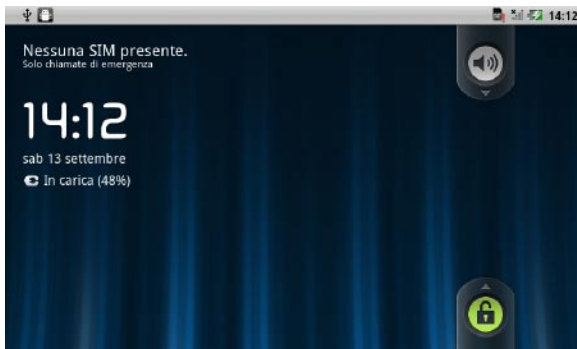 14:12
Nessuna SIM presente.
Solo chiamate di emergenza
14:12
sab 13 settembre
In carica (48%)